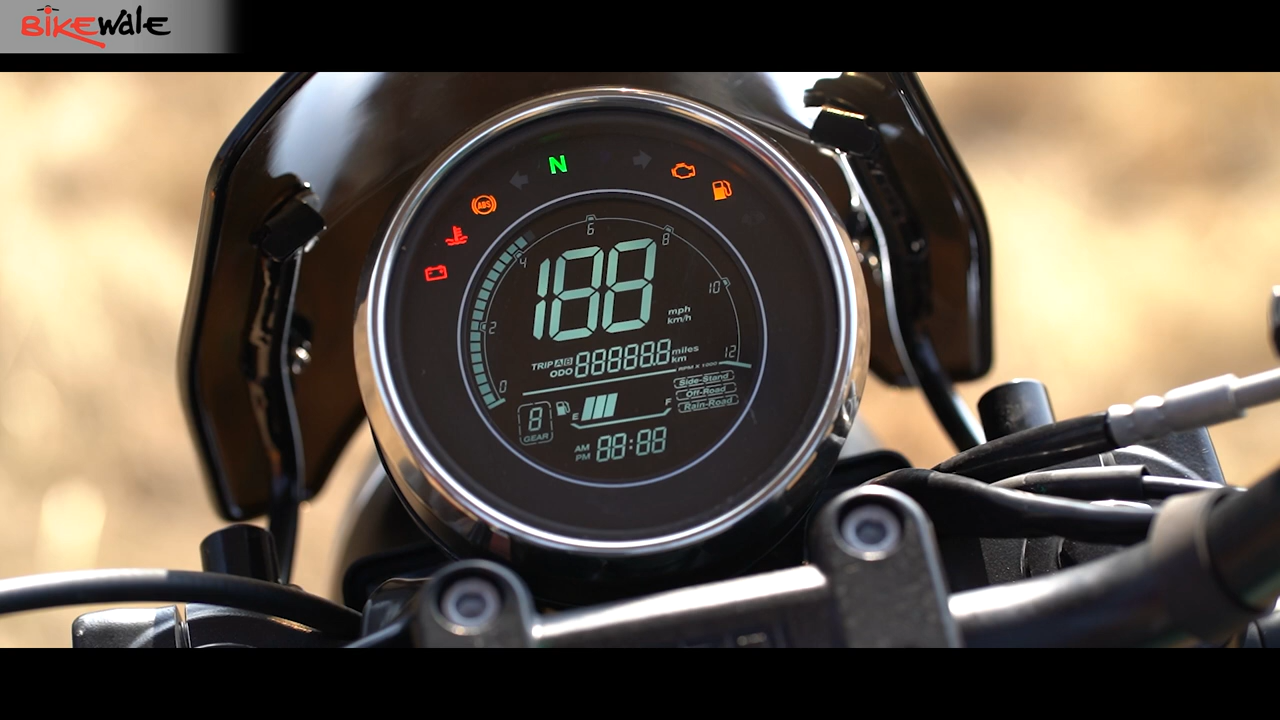 BikeWale
N
ABS
6
8
4
188
10
mph
km/h
2
TRIP A B 88888.8 miles
ODO km
12
RPM X 1000
Side-Stand
Off-Road
Rain-Road
0
8
GEAR
E F
AM
PM 88:88